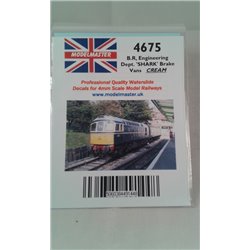 MODELMASTER
4675
B.R. Engineering
Dept. 'SHARK' Brake
Vans CREAM
Professional Quality Waterslide
Decals for 4mm Scale Model Railways
www.modelmaster.uk